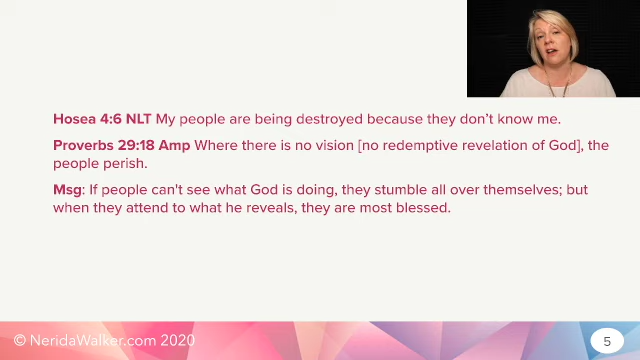 Hosea 4:6 NLT My people are being destroyed because they don't know me.
Proverbs 29:18 Amp Where there is no vision [no redemptive revelation of God], the
people perish.
Msg: If people can't see what God is doing, they stumble all over themselves; but
when they attend to what he reveals, they are most blessed.
© NeridaWalker.com 2020
5